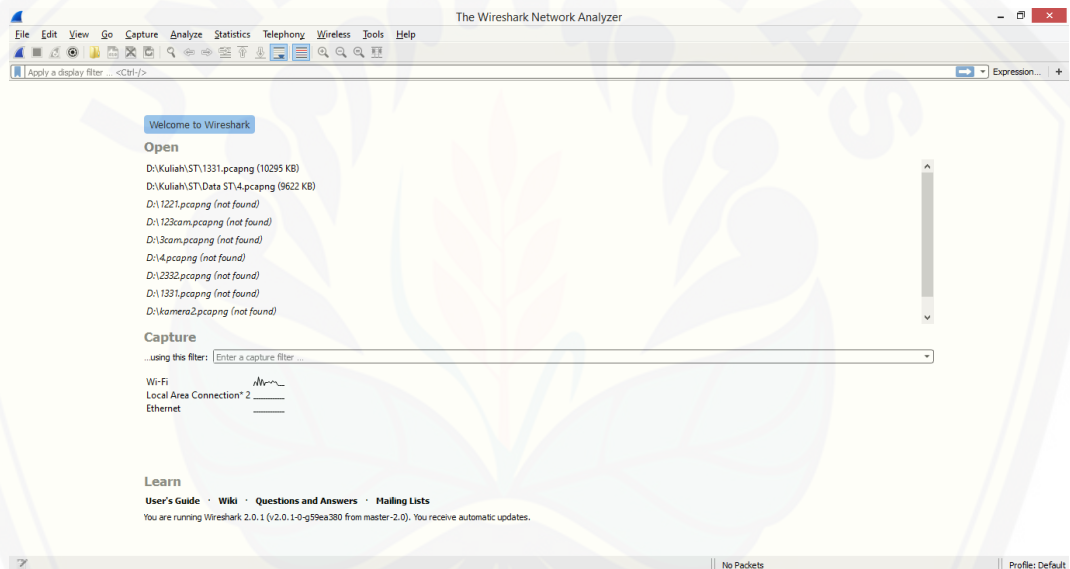 The Wireshark Network Analyzer
File Edit View Go Capture Analyze Statistics Telephony Wireless Tools Help
Apply a display filter ... <Ctrl-/> Expression... +
Welcome to Wireshark
Open
D:\Kuliah\ST\1331.pcapng (10295 KB)
D:\Kuliah\ST\Data ST\4.pcapng (9622 KB)
D:\1221.pcapng (not found)
D:\123cam.pcapng (not found)
D:\3cam.pcapng (not found)
D:\4.pcapng (not found)
D:\2332.pcapng (not found)
D:\1331.pcapng (not found)
D:\kamera2.pcapng (not found)
Capture
...using this filter: Enter a capture filter ...
Wi-Fi
Local Area Connection* 2
Ethernet
Learn
User's Guide · Wiki · Questions and Answers · Mailing Lists
You are running Wireshark 2.0.1 (v2.0.1-0-g59ea380 from master-2.0). You receive automatic updates.
No Packets Profile: Default